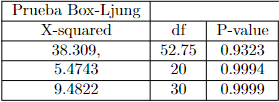 Prueba Box-Ljung
X-squared df P-value
38.309, 52.75 0.9323
5.4743 20 0.9994
9.4822 30 0.9999